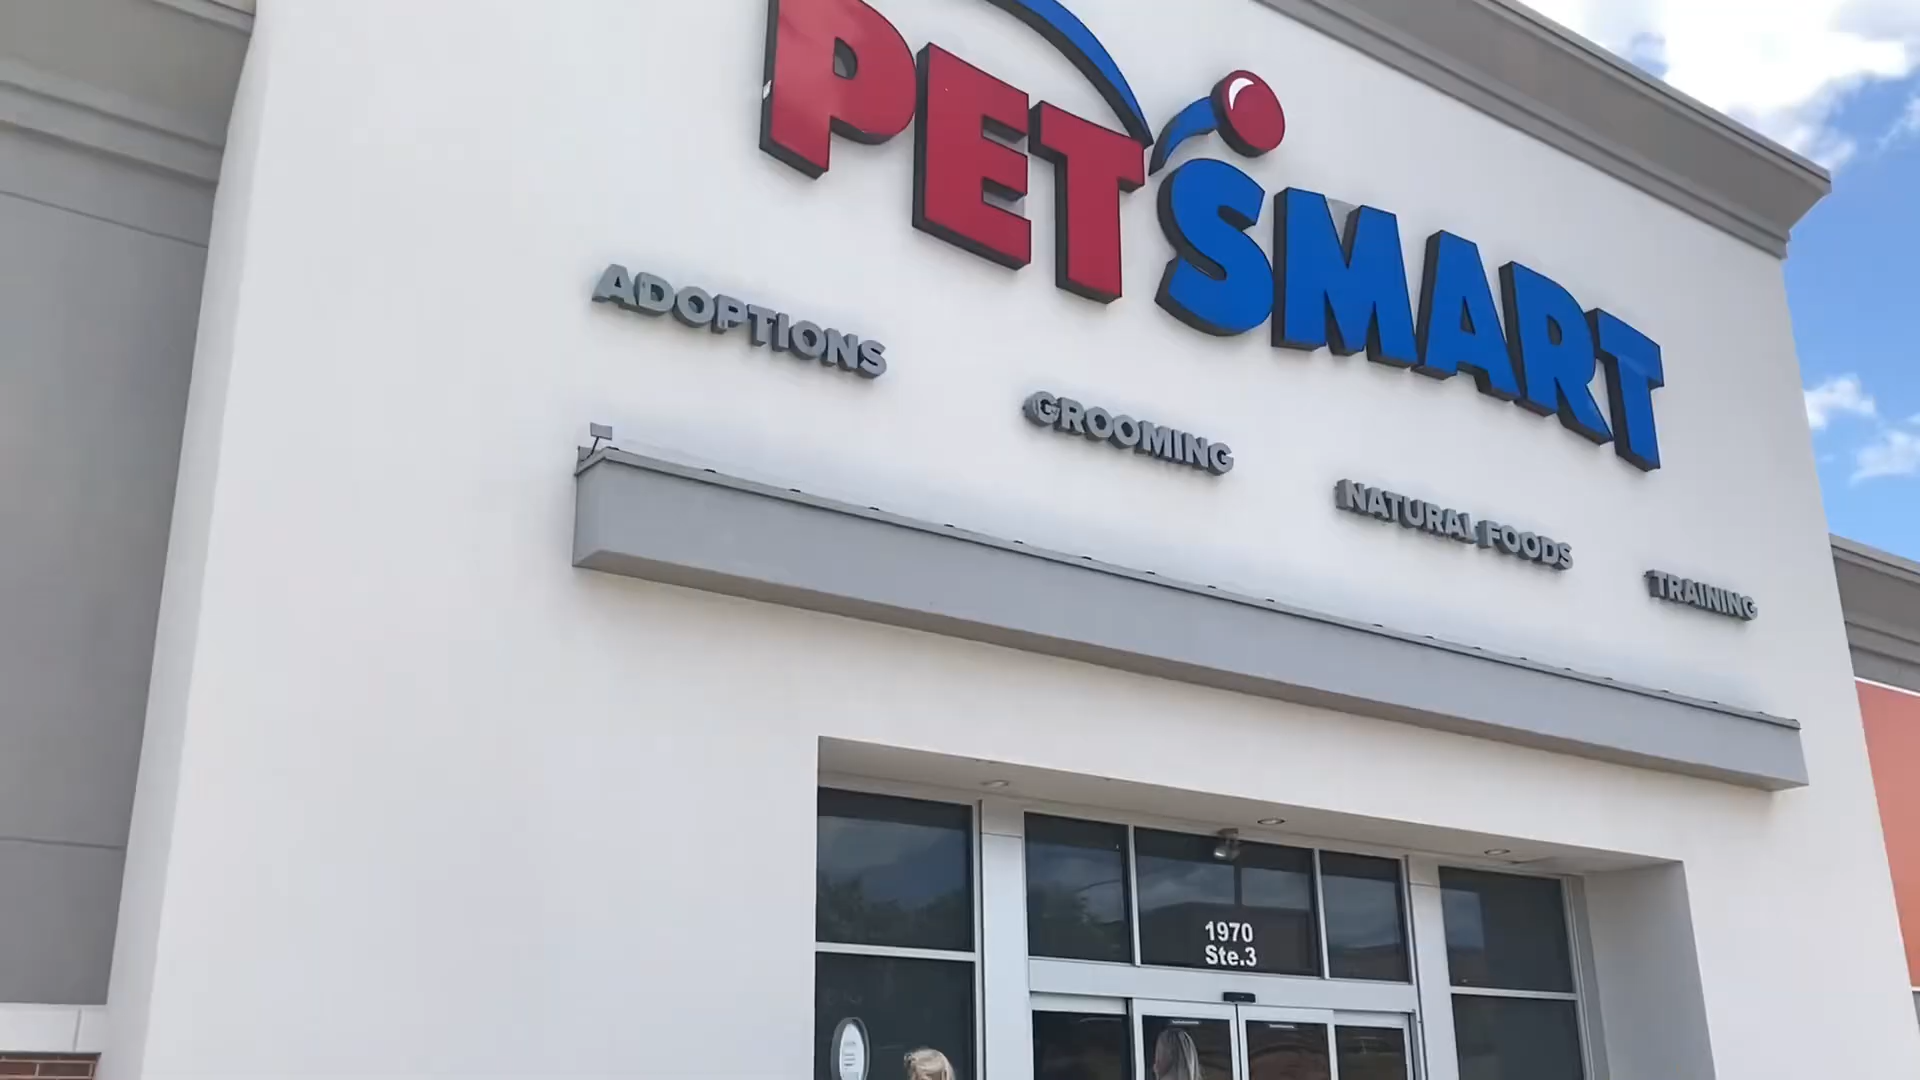 PETSMART
ADOPTIONS
GROOMING
NATURAL FOODS
TRAINING
1970
Ste.3